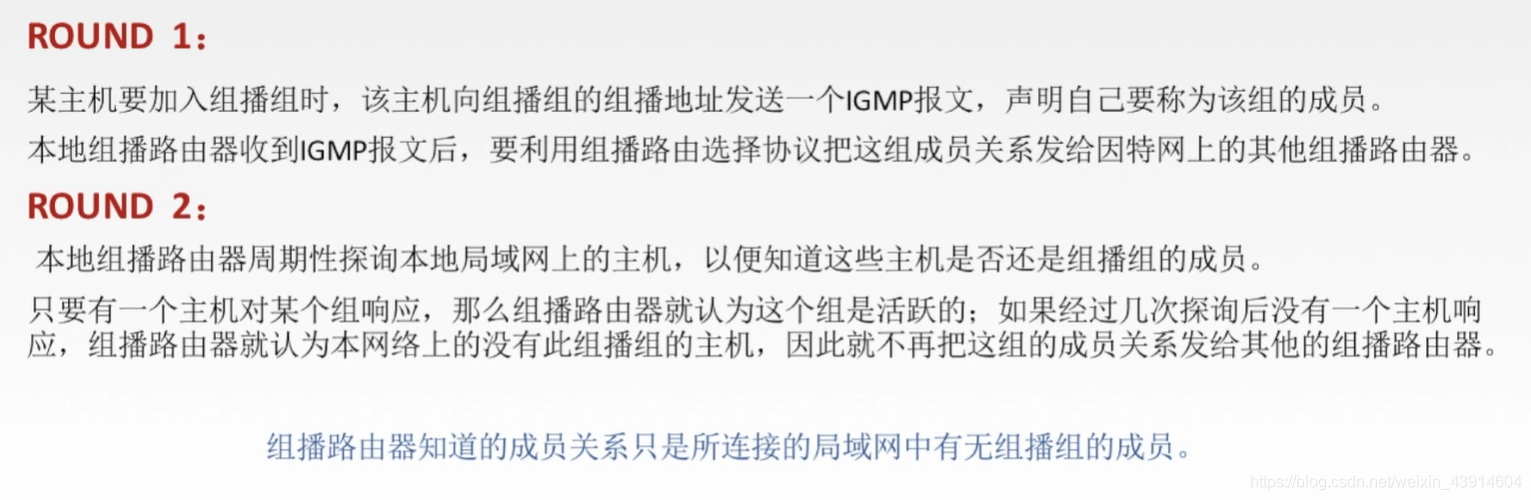 ROUND 1：
某主机要加入组播组时，该主机向组播组的组播地址发送一个IGMP报文，声明自己要称为该组的成员。
本地组播路由器收到IGMP报文后，要利用组播路由选择协议把这组成员关系发给因特网上的其他组播路由器。
ROUND 2：
本地组播路由器周期性探询本地局域网上的主机，以便知道这些主机是否还是组播组的成员。
只要有一个主机对某个组响应，那么组播路由器就认为这个组是活跃的；如果经过几次探询后没有一个主机响
应，组播路由器就认为本网络上的没有此组播组的主机，因此就不再把这组的成员关系发给其他的组播路由器。
组播路由器知道的成员关系只是所连接的局域网中有无组播组的成员。
https://blog.csdn.net/weixin_43914604